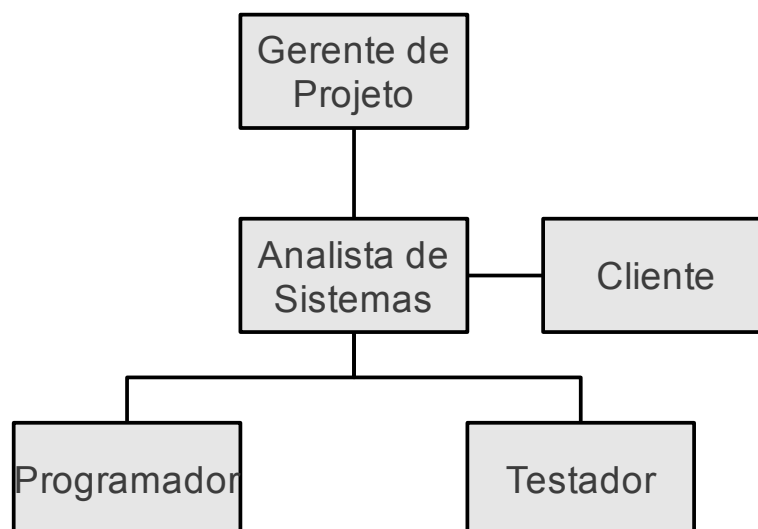 Gerente de
Projeto
Analista de
Sistemas
Cliente
Programador
Testador